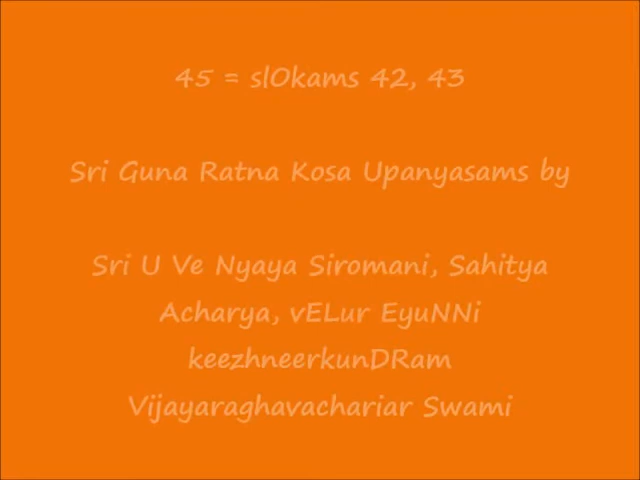 45 = slOkams 42, 43
Sri Guna Ratna Kosa Upanyasams by
Sri U Ve Nyaya Siromani, Sahitya
Acharya, vELur EyuNNi
keezhneerkunDRam
Vijayaraghavachariar Swami